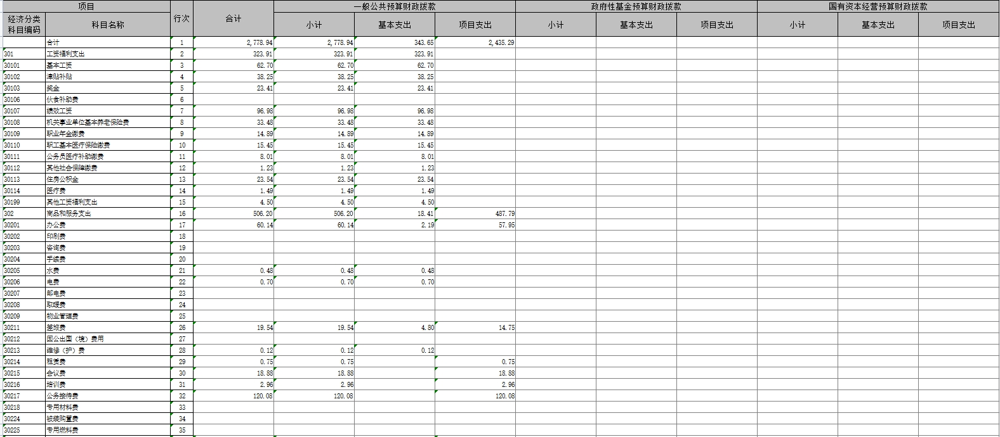 项目 行次 合计 一般公共预算财政拨款 政府性基金预算财政拨款 国有资本经营预算财政拨款
经济分类科目编码 科目名称 小计 基本支出 项目支出 小计 基本支出 项目支出 小计 基本支出 项目支出
合计 1 2,778.94 2,778.94 343.65 2,435.29
301 工资福利支出 2 323.91 323.91 323.91
30101 基本工资 3 62.70 62.70 62.70
30102 津贴补贴 4 38.25 38.25 38.25
30103 奖金 5 23.41 23.41 23.41
30106 伙食补助费 6
30107 绩效工资 7 96.98 96.98 96.98
30108 机关事业单位基本养老保险费 8 33.48 33.48 33.48
30109 职业年金缴费 9 14.89 14.89 14.89
30110 职工基本医疗保险缴费 10 15.45 15.45 15.45
30111 公务员医疗补助缴费 11 8.01 8.01 8.01
30112 其他社会保障缴费 12 1.23 1.23 1.23
30113 住房公积金 13 23.54 23.54 23.54
30114 医疗费 14 1.49 1.49 1.49
30199 其他工资福利支出 15 4.50 4.50 4.50
302 商品和服务支出 16 506.20 506.20 18.41 487.79
30201 办公费 17 60.14 60.14 2.19 57.95
30202 印刷费 18
30203 咨询费 19
30204 手续费 20
30205 水费 21 0.48 0.48 0.48
30206 电费 22 0.70 0.70 0.70
30207 邮电费 23
30208 取暖费 24
30209 物业管理费 25
30211 差旅费 26 19.54 19.54 4.80 14.75
30212 因公出国（境）费用 27
30213 维修（护）费 28 0.12 0.12 0.12
30214 租赁费 29 0.75 0.75 0.75
30215 会议费 30 18.88 18.88 18.88
30216 培训费 31 2.96 2.96 2.96
30217 公务接待费 32 120.08 120.08 120.08
30218 专用材料费 33
30224 被装购置费 34
30225 专用燃料费 35